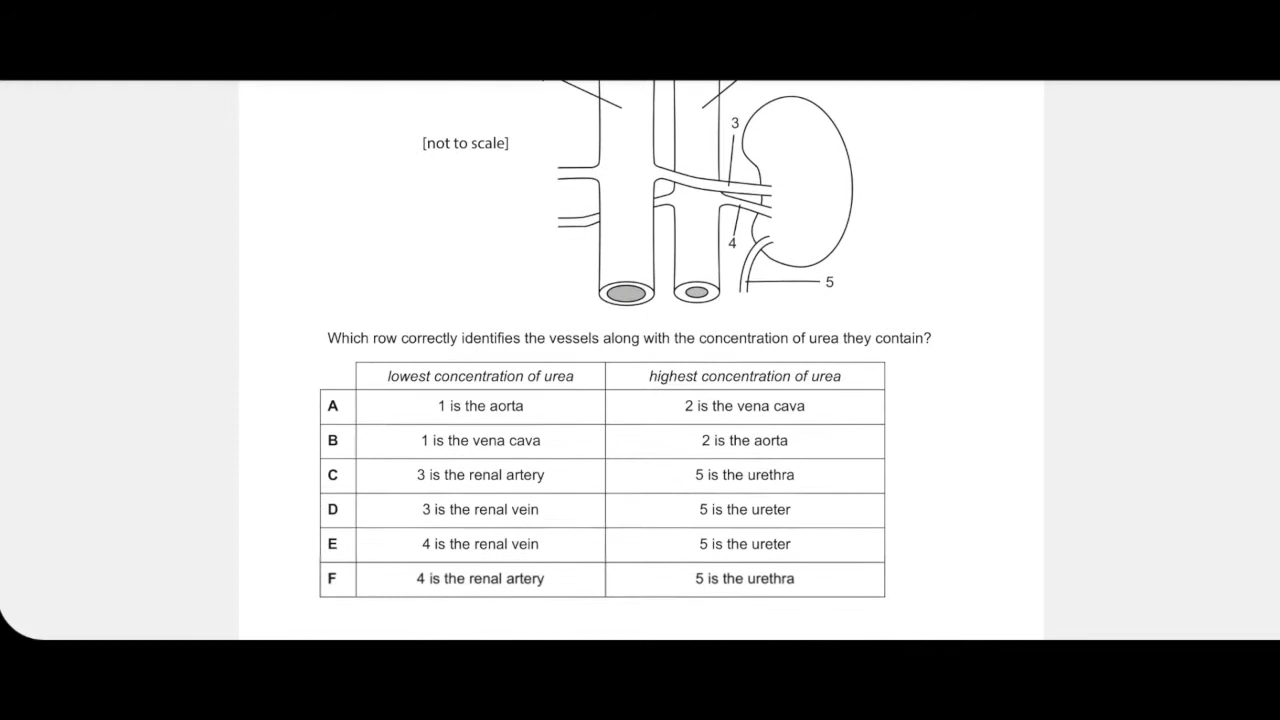 3
[not to scale]
4
5
Which row correctly identifies the vessels along with the concentration of urea they contain?
lowest concentration of urea highest concentration of urea
A 1 is the aorta 2 is the vena cava
B 1 is the vena cava 2 is the aorta
C 3 is the renal artery 5 is the urethra
D 3 is the renal vein 5 is the ureter
E 4 is the renal vein 5 is the ureter
F 4 is the renal artery 5 is the urethra